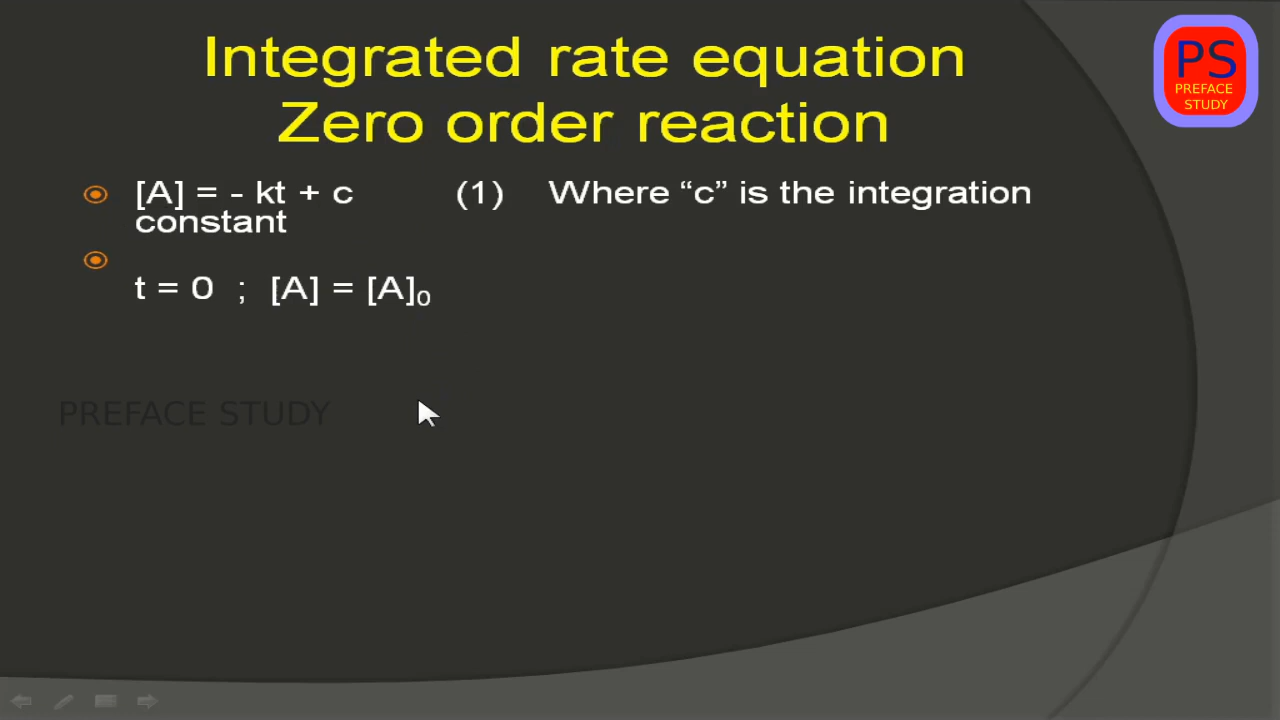 Integrated rate equation
Zero order reaction
PS
PREFACE
STUDY
[A] = - kt + c (1) Where “c” is the integration
constant
t = 0 ; [A] = [A]₀
PREFACE STUDY